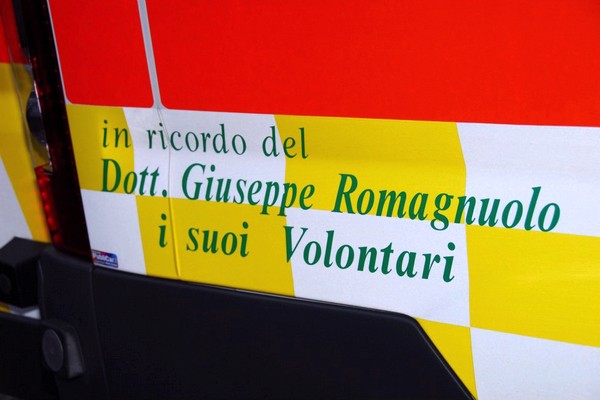 in ricordo del
Dott. Giuseppe Romagnuolo
i suoi Volontari